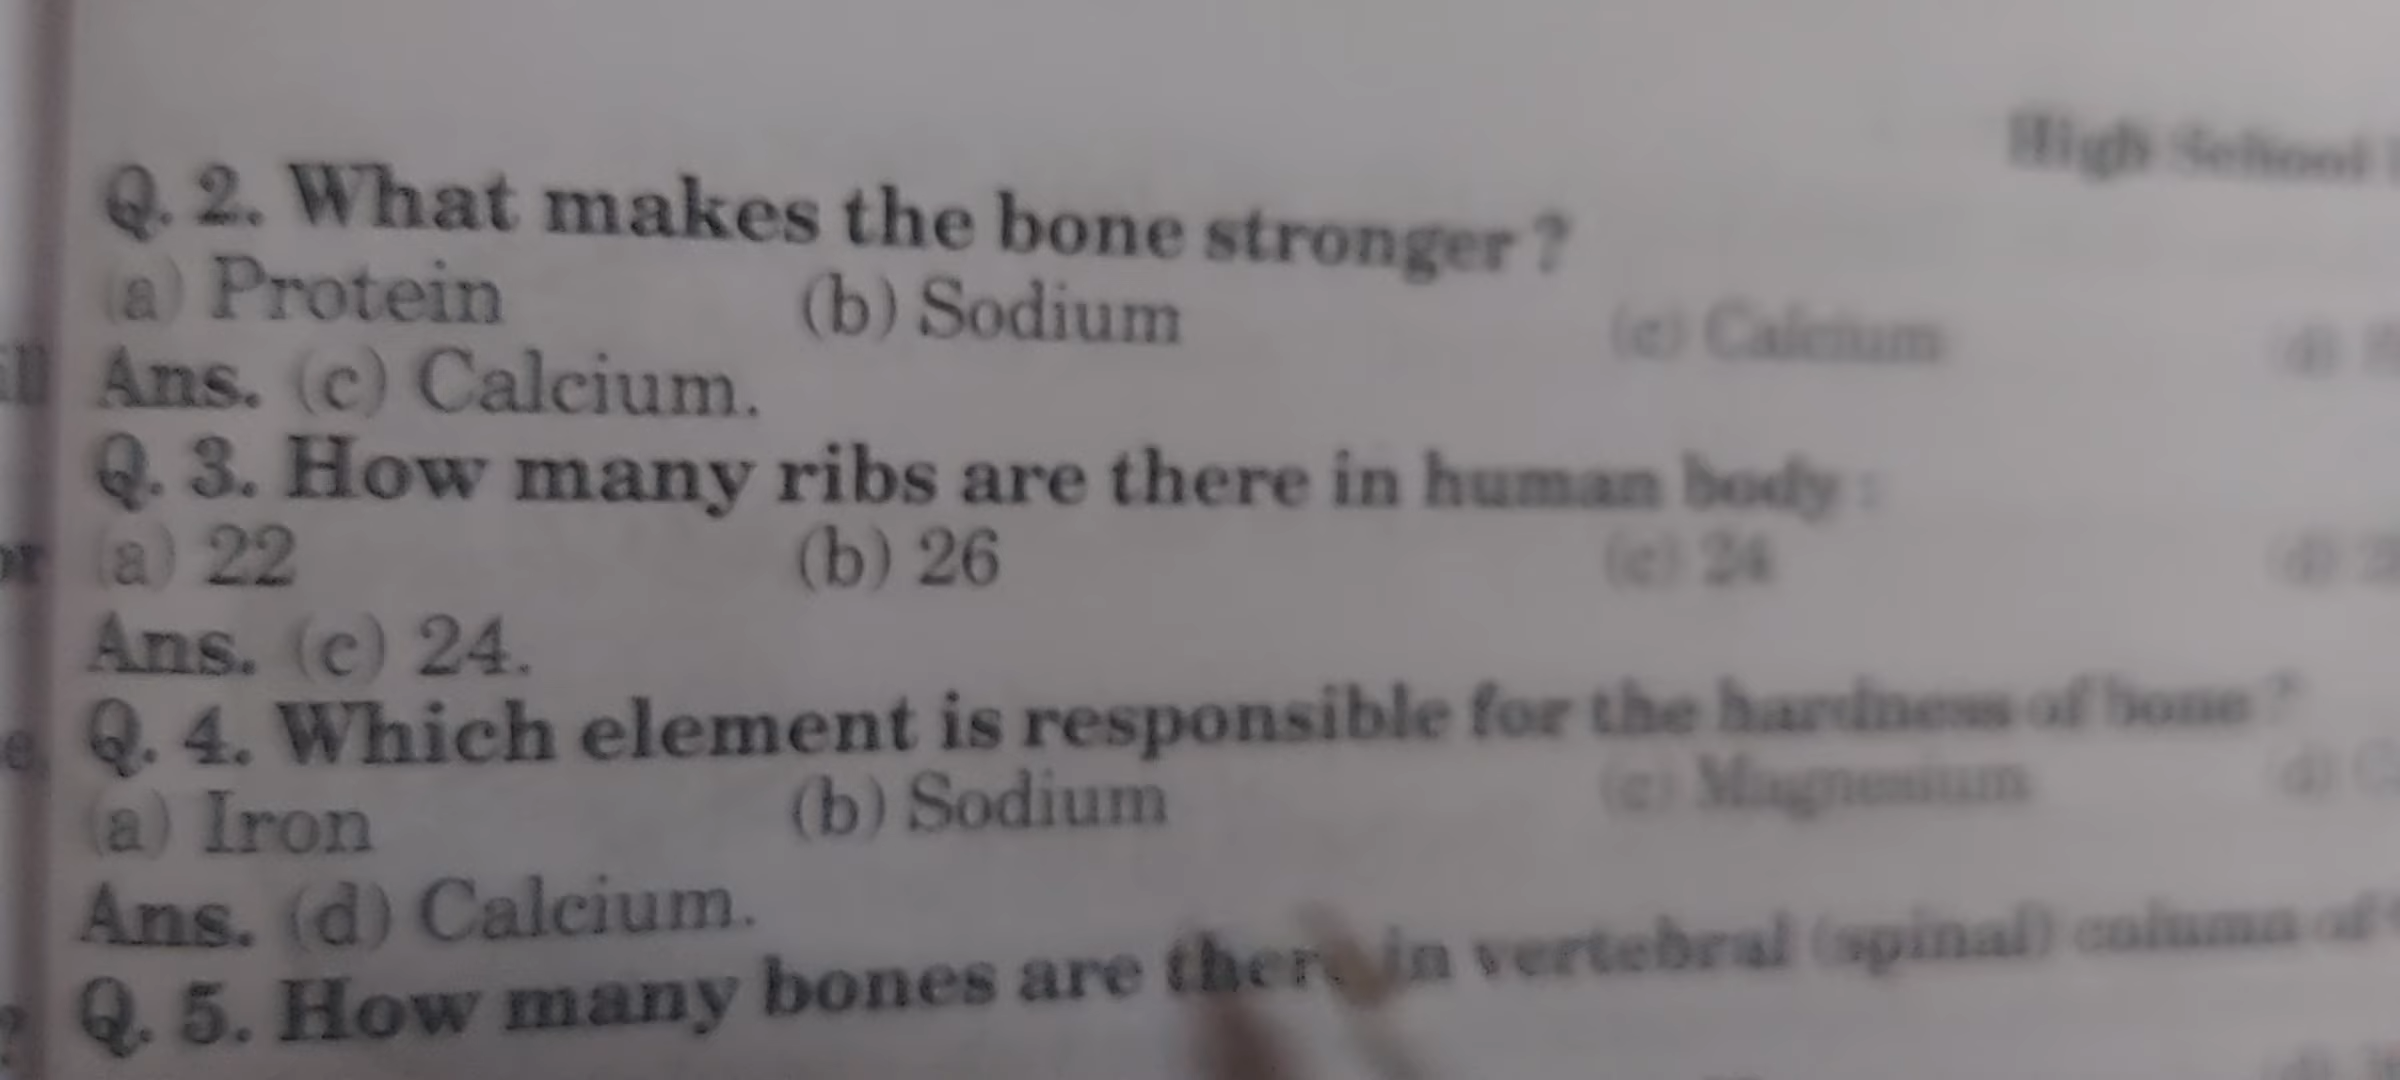 High School
Q. 2. What makes the bone stronger ?
(a) Protein (b) Sodium (c) Calcium (d)
Ans. (c) Calcium.
Q. 3. How many ribs are there in human body :
(a) 22 (b) 26 (c) 24 (d)
Ans. (c) 24.
Q. 4. Which element is responsible for the hardness of bone ?
(a) Iron (b) Sodium (c) Magnesium (d)
Ans. (d) Calcium.
Q. 5. How many bones are there in vertebral (spinal) column of